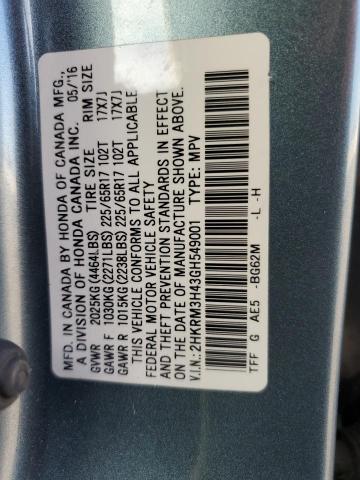 MFD. IN CANADA BY HONDA OF CANADA MFG.,
A DIVISION OF HONDA CANADA INC. 05/'16
GVWR 2025KG(4464LBS) TIRE SIZE RIM SIZE
GAWR F 1030KG(2271LBS) 225/65R17 102T 17X7J
GAWR R 1015KG(2238LBS) 225/65R17 102T 17X7J
THIS VEHICLE CONFORMS TO ALL APPLICABLE
FEDERAL MOTOR VEHICLE SAFETY
AND THEFT PREVENTION STANDARDS IN EFFECT
ON THE DATE OF MANUFACTURE SHOWN ABOVE.
V.I.N.:2HKRM3H43GH549001 TYPE: MPV
TFF G AE5 -BG62M -L -H